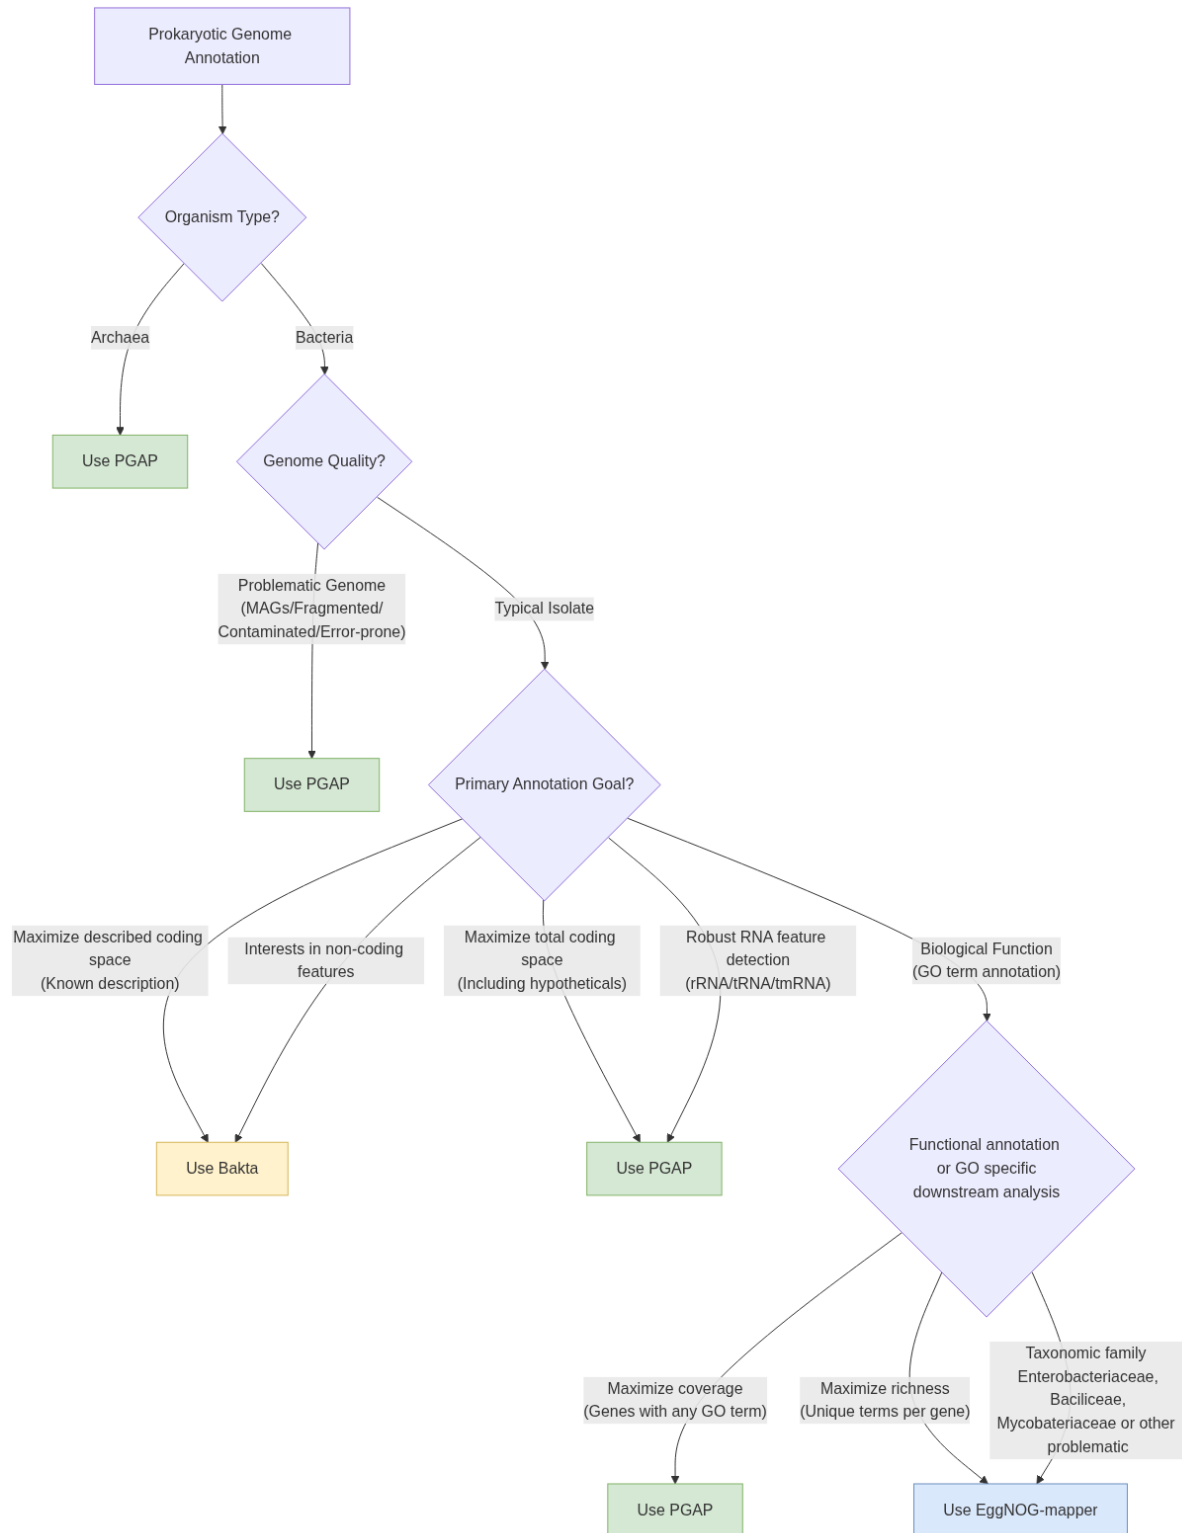 Prokaryotic Genome
Annotation
Organism Type?
Archaea
Bacteria
Use PGAP
Genome Quality?
Problematic Genome
(MAGs/Fragmented/
Contaminated/Error-prone)
Typical Isolate
Use PGAP
Primary Annotation Goal?
Maximize described coding
space
(Known description)
Interests in non-coding
features
Maximize total coding
space
(Including hypotheticals)
Robust RNA feature
detection
(rRNA/tRNA/tmRNA)
Biological Function
(GO term annotation)
Use Bakta
Use PGAP
Functional annotation
or GO specific
downstream analysis
Maximize coverage
(Genes with any GO term)
Maximize richness
(Unique terms per gene)
Taxonomic family
Enterobacteriaceae,
Baciliceae,
Mycobateriaceae or other
problematic
Use PGAP
Use EggNOG-mapper